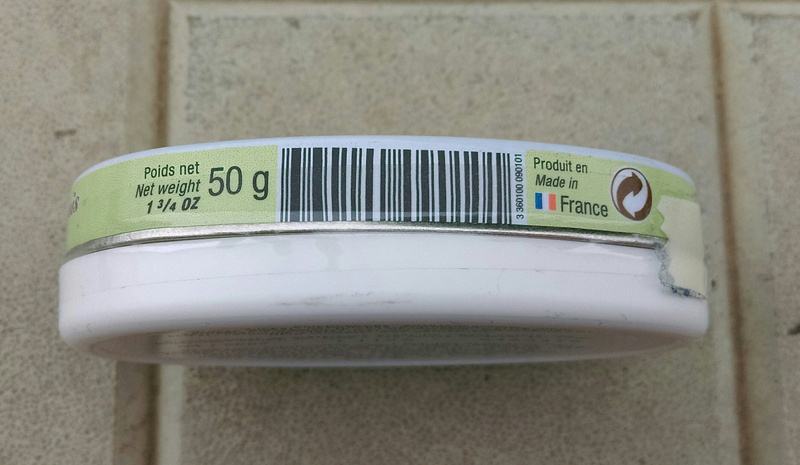 Poids net
Net weight
1 3/4 OZ
50 g
3 360100 090101
Produit en
Made in
France